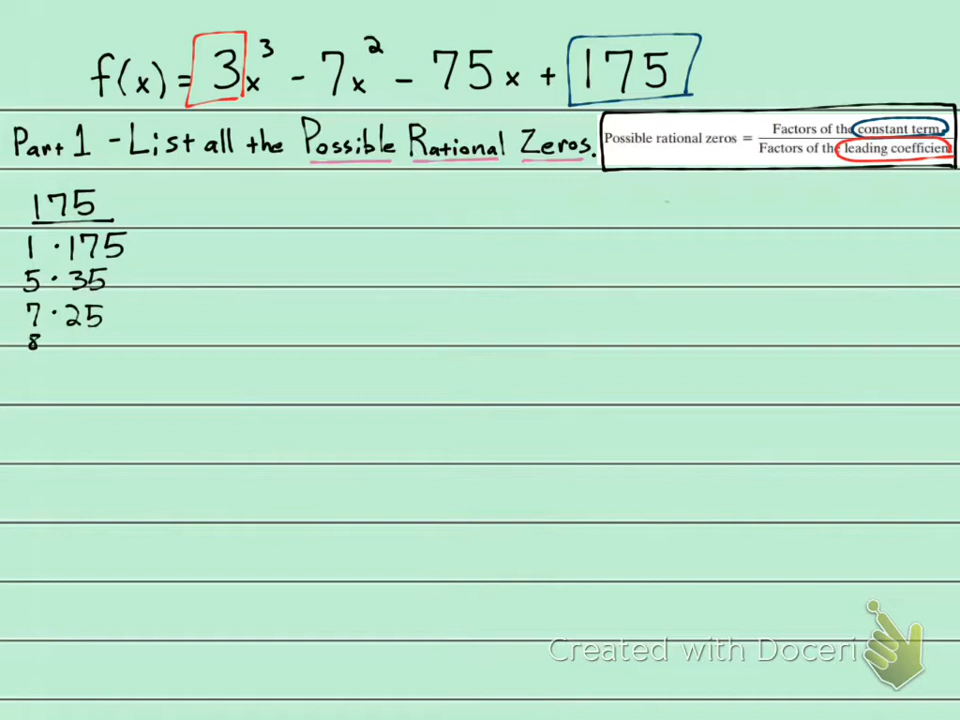 f(x) = 3x³ - 7x² - 75x + 175
Part 1 - List all the Possible Rational Zeros.
Possible rational zeros = Factors of the constant term / Factors of the leading coefficient
175
1 · 175
5 · 35
7 · 25
8
Created with Doceri